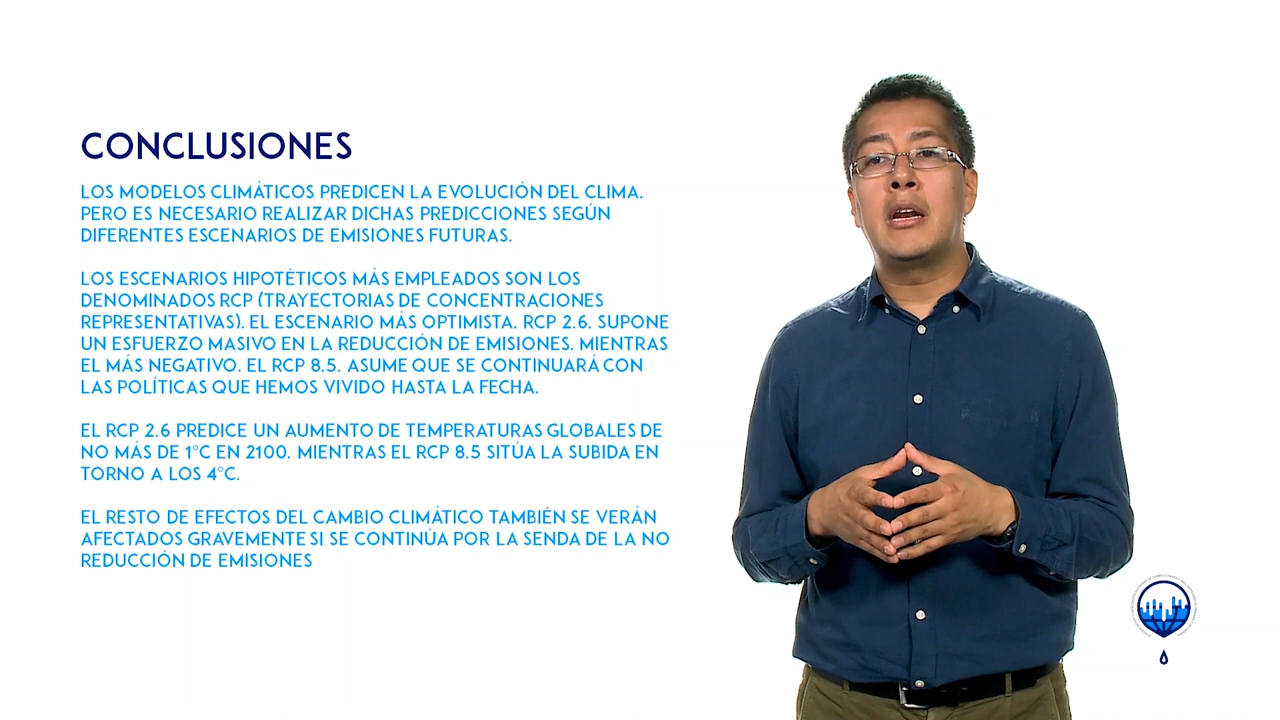 CONCLUSIONES
LOS MODELOS CLIMÁTICOS PREDICEN LA EVOLUCIÓN DEL CLIMA.
PERO ES NECESARIO REALIZAR DICHAS PREDICCIONES SEGÚN
DIFERENTES ESCENARIOS DE EMISIONES FUTURAS.
LOS ESCENARIOS HIPOTÉTICOS MÁS EMPLEADOS SON LOS
DENOMINADOS RCP (TRAYECTORIAS DE CONCENTRACIONES
REPRESENTATIVAS). EL ESCENARIO MÁS OPTIMISTA. RCP 2.6. SUPONE
UN ESFUERZO MASIVO EN LA REDUCCIÓN DE EMISIONES. MIENTRAS
EL MÁS NEGATIVO. EL RCP 8.5. ASUME QUE SE CONTINUARÁ CON
LAS POLÍTICAS QUE HEMOS VIVIDO HASTA LA FECHA.
EL RCP 2.6 PREDICE UN AUMENTO DE TEMPERATURAS GLOBALES DE
NO MÁS DE 1°C EN 2100. MIENTRAS EL RCP 8.5 SITÚA LA SUBIDA EN
TORNO A LOS 4°C.
EL RESTO DE EFECTOS DEL CAMBIO CLIMÁTICO TAMBIÉN SE VERÁN
AFECTADOS GRAVEMENTE SI SE CONTINÚA POR LA SENDA DE LA NO
REDUCCIÓN DE EMISIONES